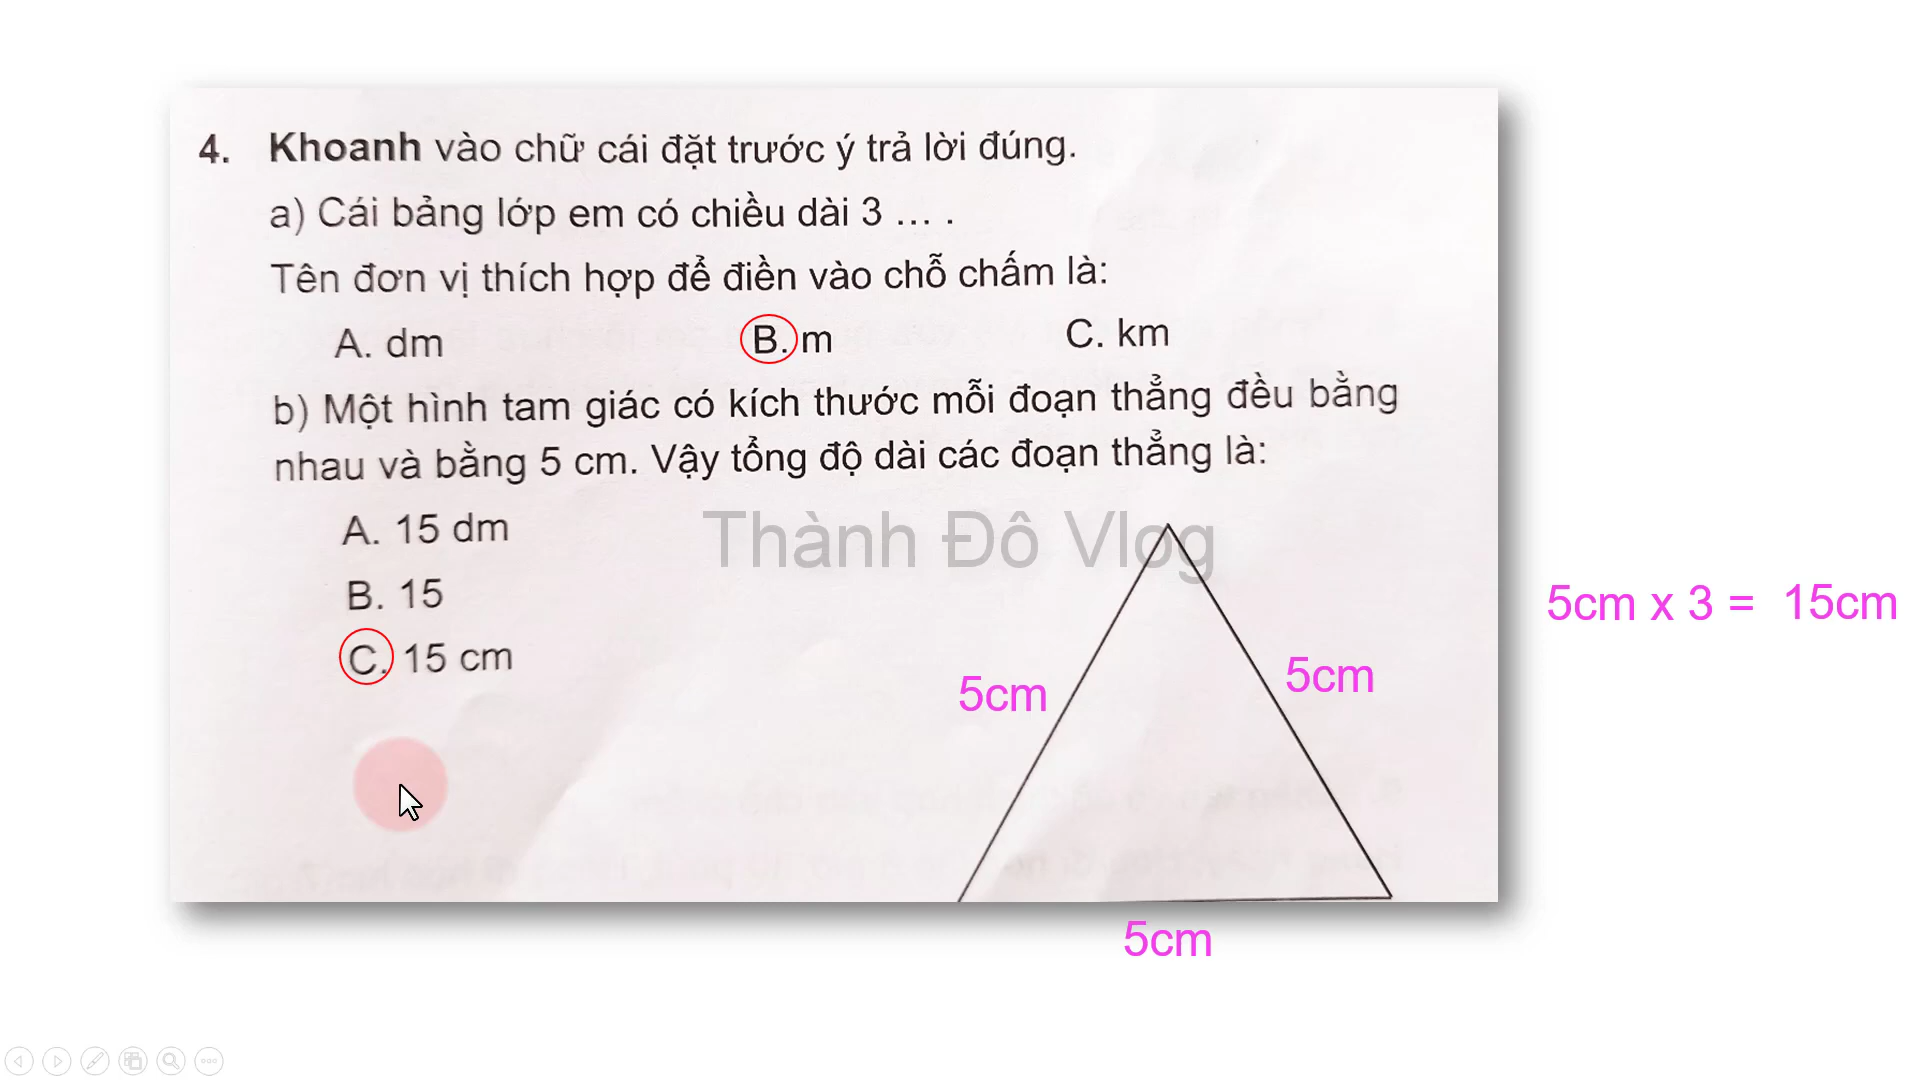 4. Khoanh vào chữ cái đặt trước ý trả lời đúng.
a) Cái bảng lớp em có chiều dài 3 ... .
Tên đơn vị thích hợp để điền vào chỗ chấm là:
A. dm B. m C. km
b) Một hình tam giác có kích thước mỗi đoạn thẳng đều bằng
nhau và bằng 5 cm. Vậy tổng độ dài các đoạn thẳng là:
A. 15 dm
Thành Đô Vlog
B. 15
5cm x 3 = 15cm
C. 15 cm
5cm
5cm
5cm